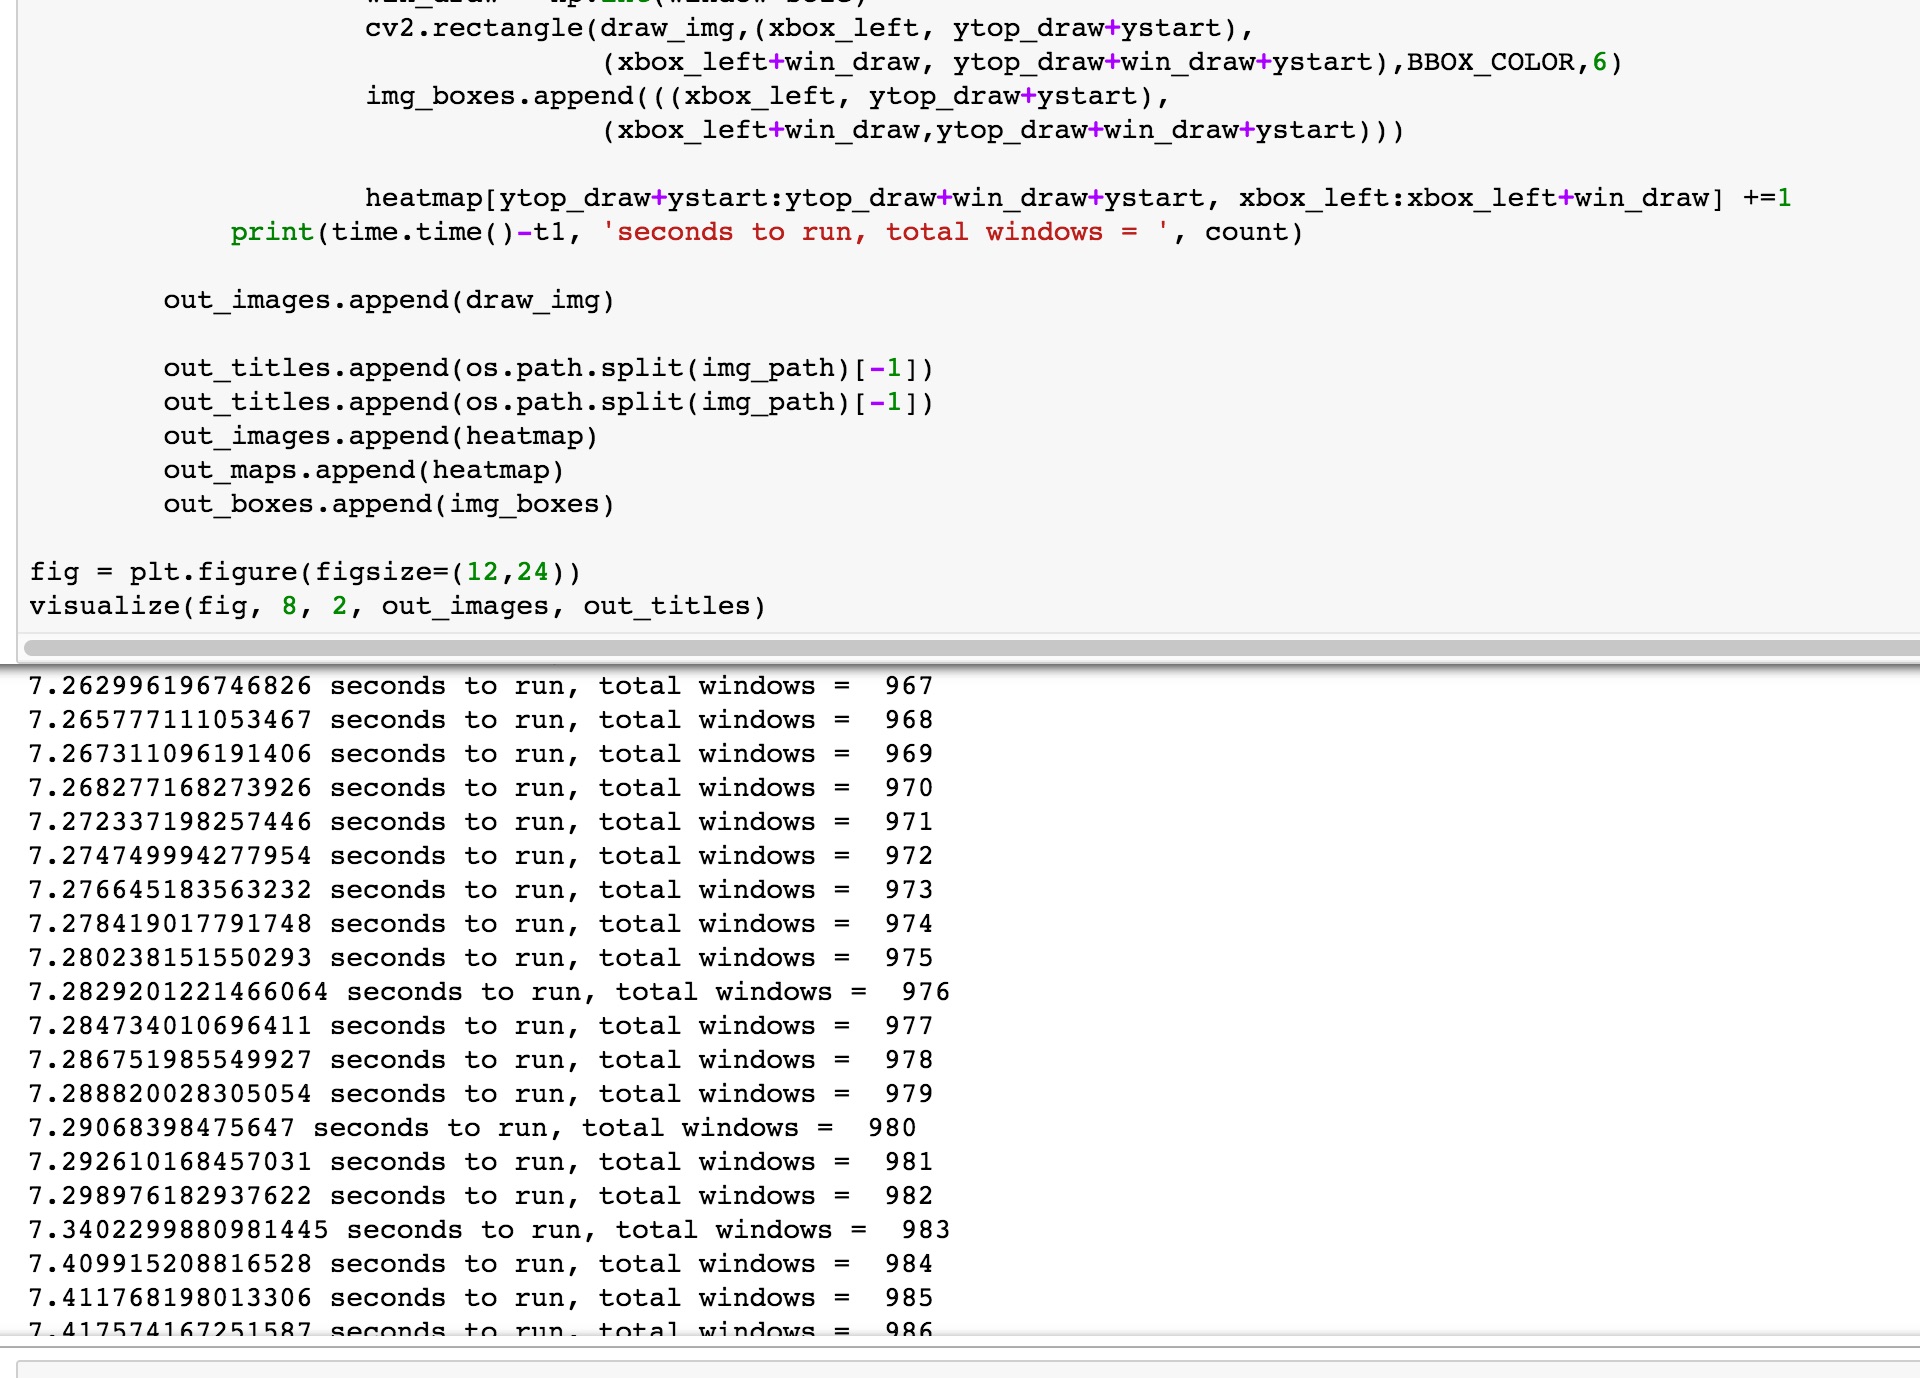 cv2.rectangle(draw_img,(xbox_left, ytop_draw+ystart),
(xbox_left+win_draw, ytop_draw+win_draw+ystart),BBOX_COLOR,6)
img_boxes.append(((xbox_left, ytop_draw+ystart),
(xbox_left+win_draw,ytop_draw+win_draw+ystart)))
heatmap[ytop_draw+ystart:ytop_draw+win_draw+ystart, xbox_left:xbox_left+win_draw] +=1
print(time.time()-t1, 'seconds to run, total windows = ', count)
out_images.append(draw_img)
out_titles.append(os.path.split(img_path)[-1])
out_titles.append(os.path.split(img_path)[-1])
out_images.append(heatmap)
out_maps.append(heatmap)
out_boxes.append(img_boxes)
fig = plt.figure(figsize=(12,24))
visualize(fig, 8, 2, out_images, out_titles)
7.262996196746826 seconds to run, total windows =  967
7.265777111053467 seconds to run, total windows =  968
7.267311096191406 seconds to run, total windows =  969
7.268277168273926 seconds to run, total windows =  970
7.272337198257446 seconds to run, total windows =  971
7.274749994277954 seconds to run, total windows =  972
7.276645183563232 seconds to run, total windows =  973
7.278419017791748 seconds to run, total windows =  974
7.280238151550293 seconds to run, total windows =  975
7.2829201221466064 seconds to run, total windows =  976
7.284734010696411 seconds to run, total windows =  977
7.286751985549927 seconds to run, total windows =  978
7.288820028305054 seconds to run, total windows =  979
7.29068398475647 seconds to run, total windows =  980
7.292610168457031 seconds to run, total windows =  981
7.298976182937622 seconds to run, total windows =  982
7.3402299880981445 seconds to run, total windows =  983
7.409915208816528 seconds to run, total windows =  984
7.411768198013306 seconds to run, total windows =  985
7.417574167251587 seconds to run, total windows =  986